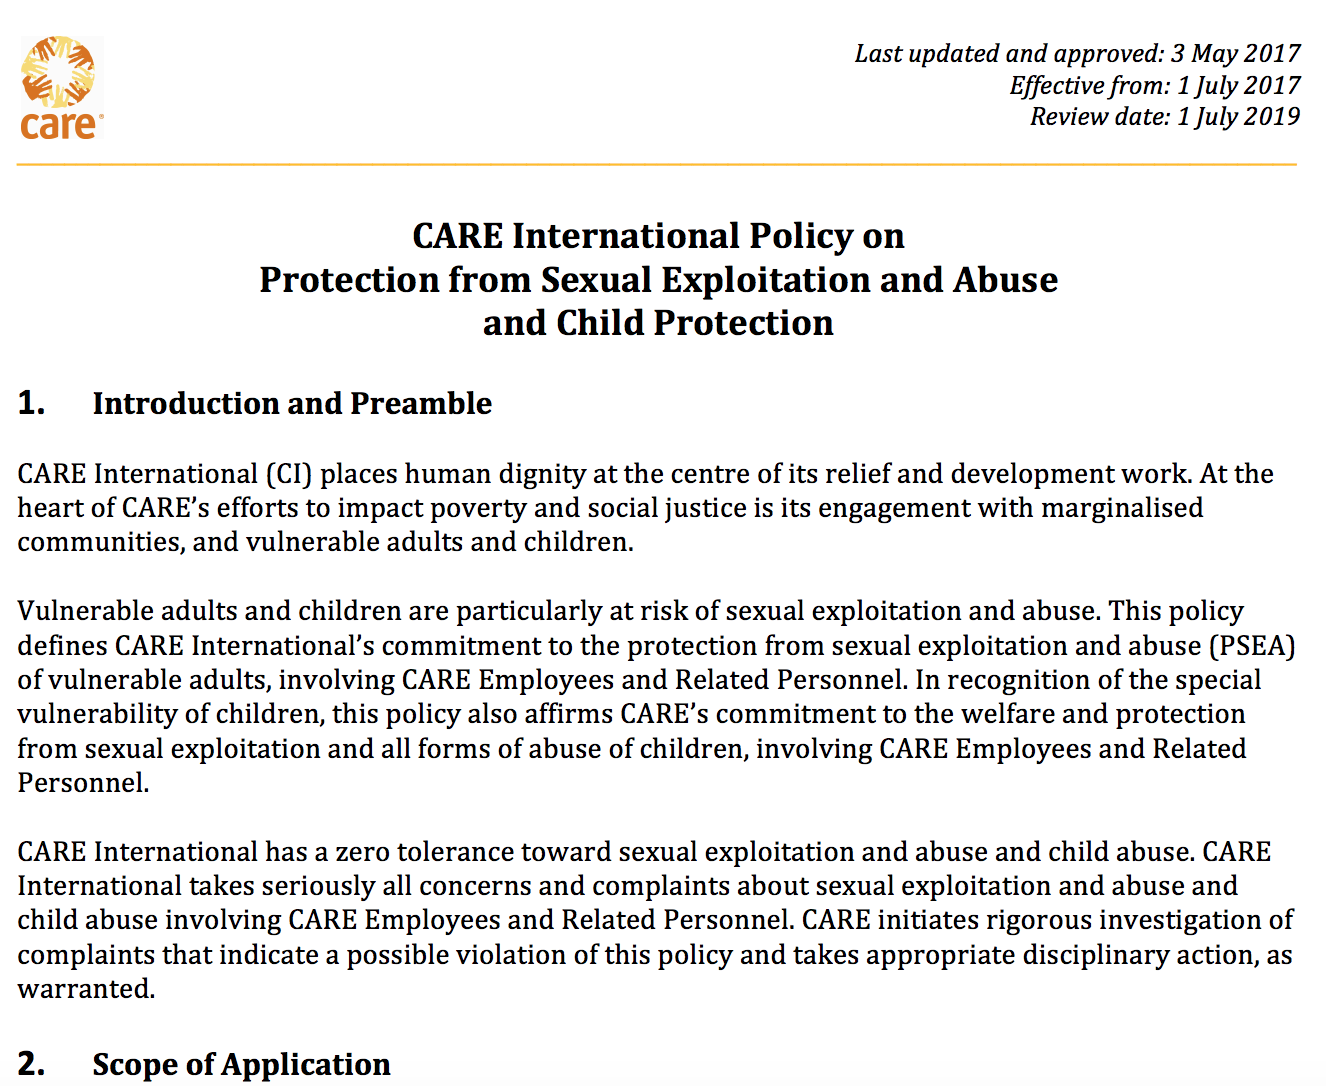 care®
Last updated and approved: 3 May 2017
Effective from: 1 July 2017
Review date: 1 July 2019
CARE International Policy on
Protection from Sexual Exploitation and Abuse
and Child Protection
1. Introduction and Preamble
CARE International (CI) places human dignity at the centre of its relief and development work. At the
heart of CARE’s efforts to impact poverty and social justice is its engagement with marginalised
communities, and vulnerable adults and children.
Vulnerable adults and children are particularly at risk of sexual exploitation and abuse. This policy
defines CARE International’s commitment to the protection from sexual exploitation and abuse (PSEA)
of vulnerable adults, involving CARE Employees and Related Personnel. In recognition of the special
vulnerability of children, this policy also affirms CARE’s commitment to the welfare and protection
from sexual exploitation and all forms of abuse of children, involving CARE Employees and Related
Personnel.
CARE International has a zero tolerance toward sexual exploitation and abuse and child abuse. CARE
International takes seriously all concerns and complaints about sexual exploitation and abuse and
child abuse involving CARE Employees and Related Personnel. CARE initiates rigorous investigation of
complaints that indicate a possible violation of this policy and takes appropriate disciplinary action, as
warranted.
2. Scope of Application